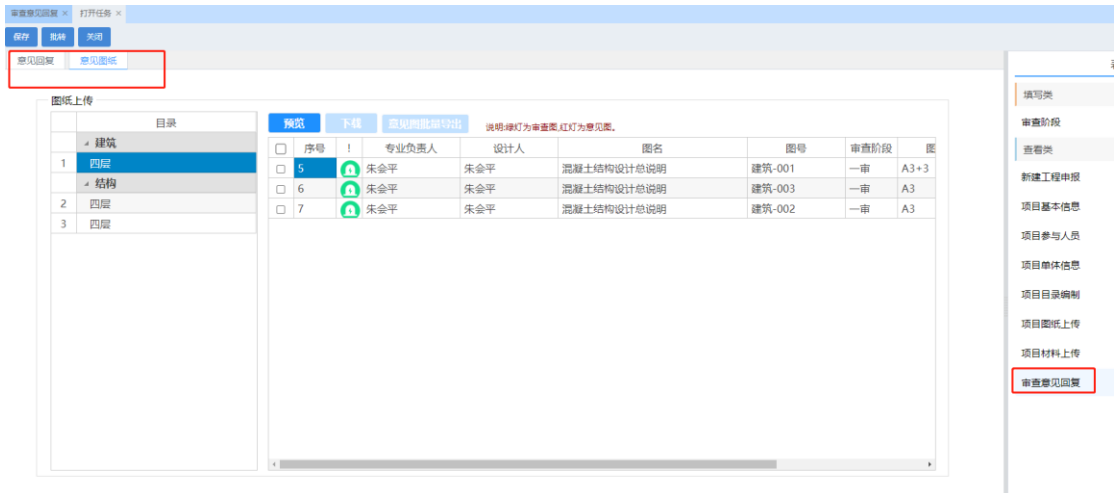 审查意见回复 × 打开任务 ×
保存 批转 关闭
意见回复 意见图纸
图纸上传
目录
建筑
1 四层
结构
2 四层
3 四层
预览 下载 意见图批量导出 说明:绿灯为审查图,红灯为意见图。
序号 ! 专业负责人 设计人 图名 图号 审查阶段
5 朱会平 朱会平 混凝土结构设计总说明 建筑-001 一审 A3+3
6 朱会平 朱会平 混凝土结构设计总说明 建筑-003 一审 A3
7 朱会平 朱会平 混凝土结构设计总说明 建筑-002 一审 A3
填写类
审查阶段
查看类
新建工程申报
项目基本信息
项目参与人员
项目单体信息
项目目录编制
项目图纸上传
项目材料上传
审查意见回复